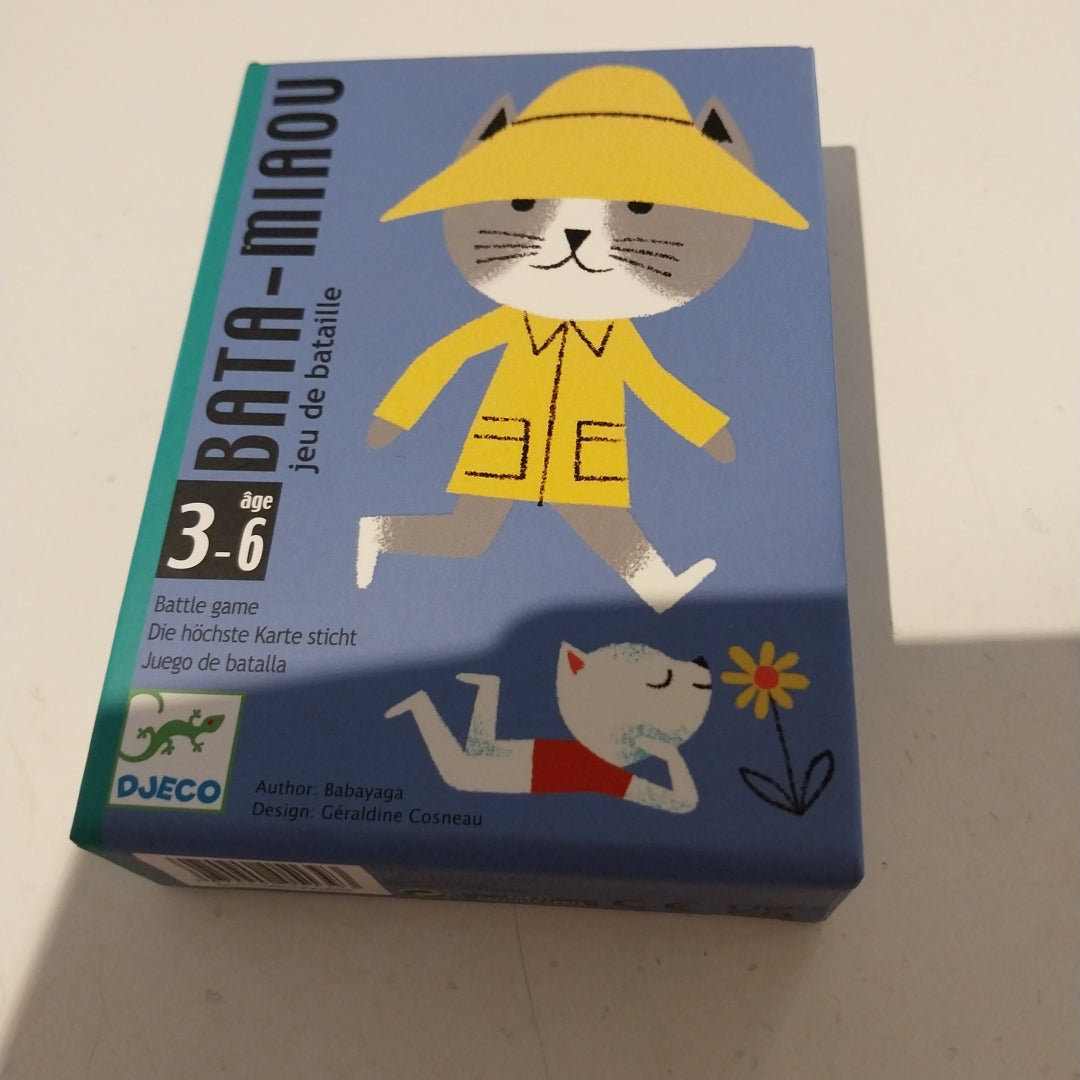 BATA-MIAOU
jeu de bataille
âge
3-6
Battle game
Die höchste Karte sticht
Juego de batalla
DJECO
Author: Babayaga
Design: Géraldine Cosneau
CE